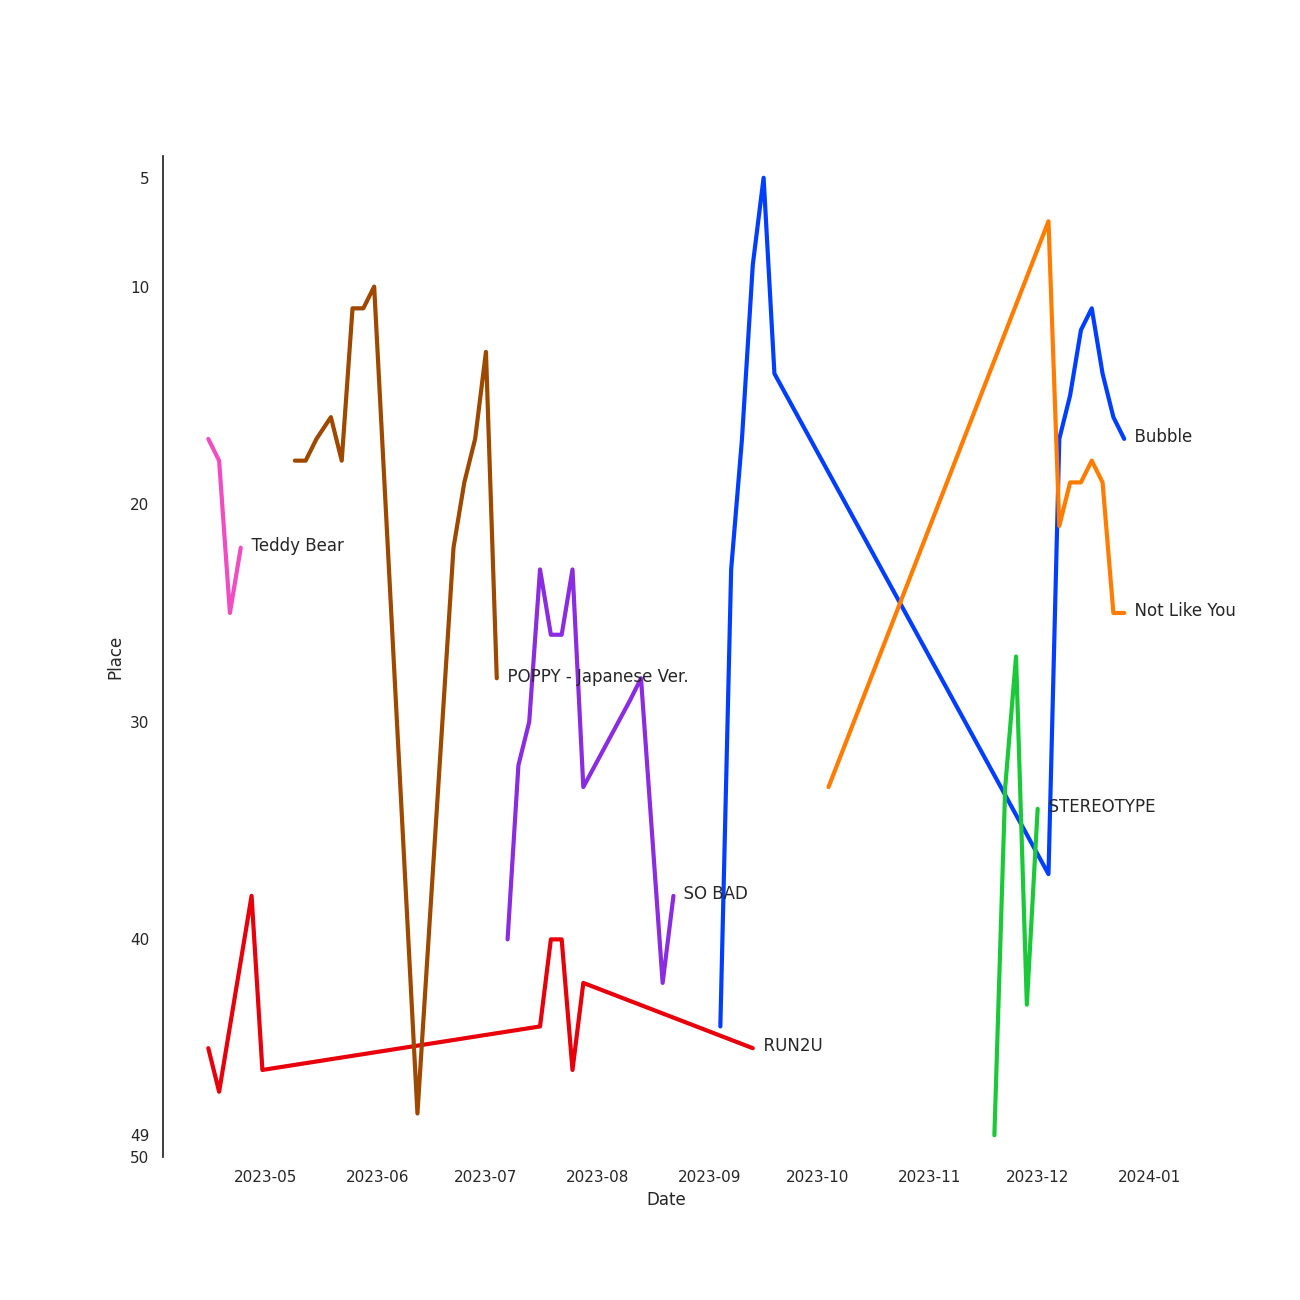 5
10
20
30
40
49
50
Place
Teddy Bear
POPPY - Japanese Ver.
SO BAD
RUN2U
Bubble
Not Like You
STEREOTYPE
2023-05 2023-06 2023-07 2023-08 2023-09 2023-10 2023-11 2023-12 2024-01
Date